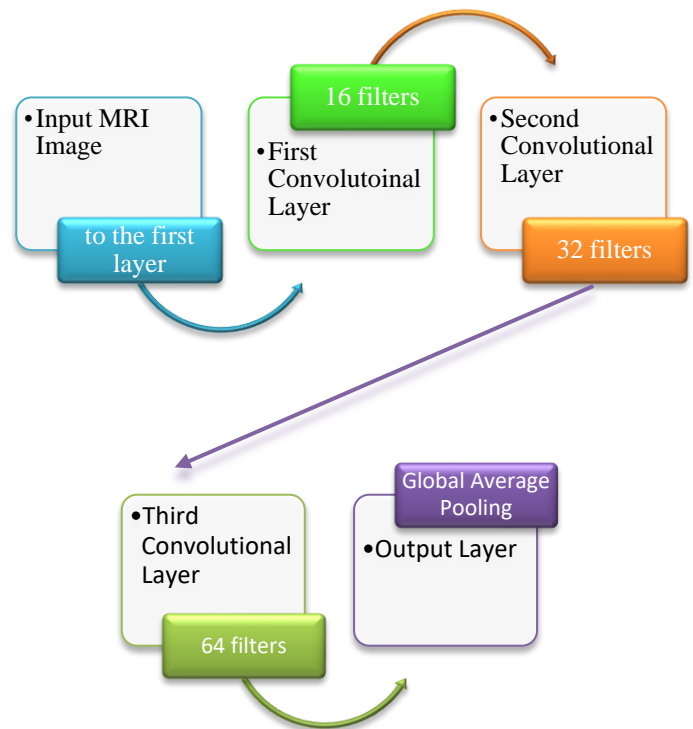 •Input MRI
Image
to the first
layer
16 filters
•First
Convolutoinal
Layer
•Second
Convolutional
Layer
32 filters
•Third
Convolutional
Layer
64 filters
Global Average
Pooling
•Output Layer